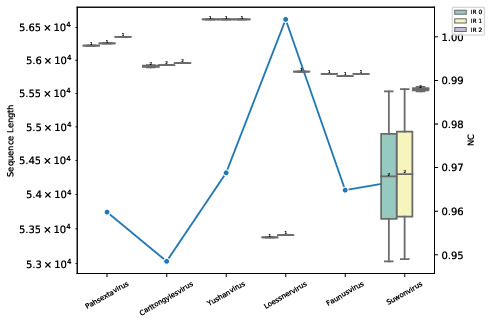 5.65 × 10⁴
5.6 × 10⁴
5.55 × 10⁴
5.5 × 10⁴
5.45 × 10⁴
5.4 × 10⁴
5.35 × 10⁴
5.3 × 10⁴
Sequence Length
1.00
0.99
0.98
0.97
0.96
0.95
NC
IR 0
IR 1
IR 2
Pahsextavirus
Carltongylesvirus
Yushanvirus
Loessnervirus
Faunusvirus
Suwonvirus